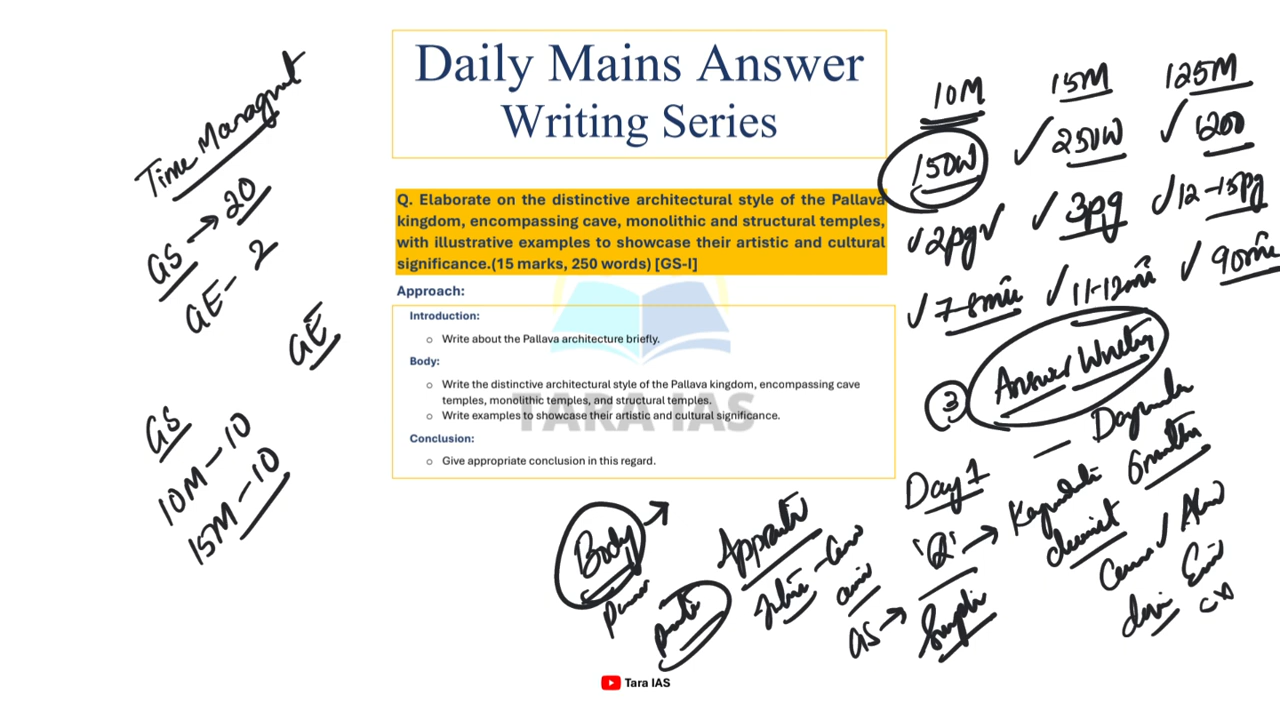 Daily Mains Answer
Writing Series
Q. Elaborate on the distinctive architectural style of the Pallava
kingdom, encompassing cave, monolithic and structural temples,
with illustrative examples to showcase their artistic and cultural
significance.(15 marks, 250 words) [GS-I]
Approach:
Introduction:
o Write about the Pallava architecture briefly.
Body:
o Write the distinctive architectural style of the Pallava kingdom, encompassing cave
temples, monolithic temples, and structural temples.
o Write examples to showcase their artistic and cultural significance.
Conclusion:
o Give appropriate conclusion in this regard.
TARA IAS
Tara IAS
Time Managmt
GS → 20
GE - 2
GE
GS
10M - 10
15M - 10
10M 15M 125M
150W ✓ 250W ✓ 1200
✓ 2pg ✓ ✓ 3pg ✓ 12-15pg
✓ 7-8min ✓ 11-12min ✓ 90min
3 Answer Writing
Day 1
'Q' →
GS →
Body →